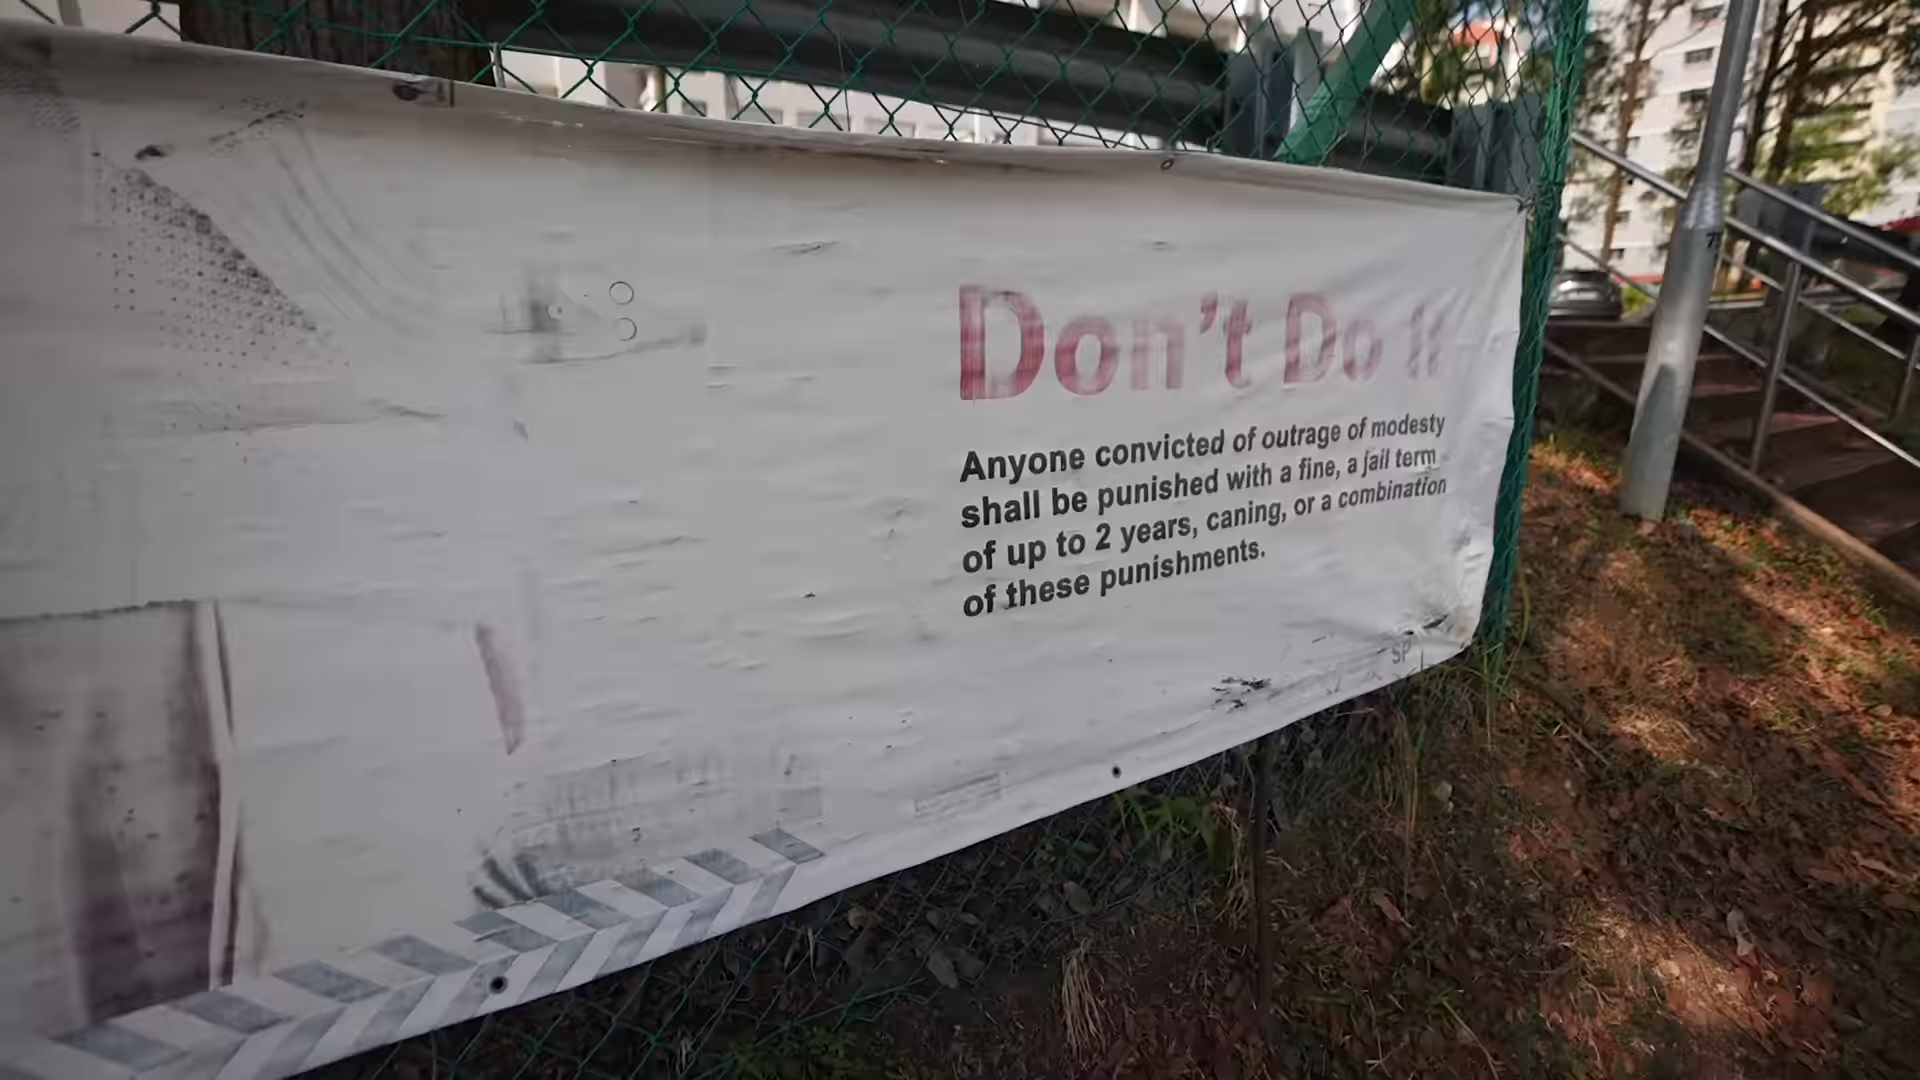 Don't Do It
Anyone convicted of outrage of modesty
shall be punished with a fine, a jail term
of up to 2 years, caning, or a combination
of these punishments.
SP